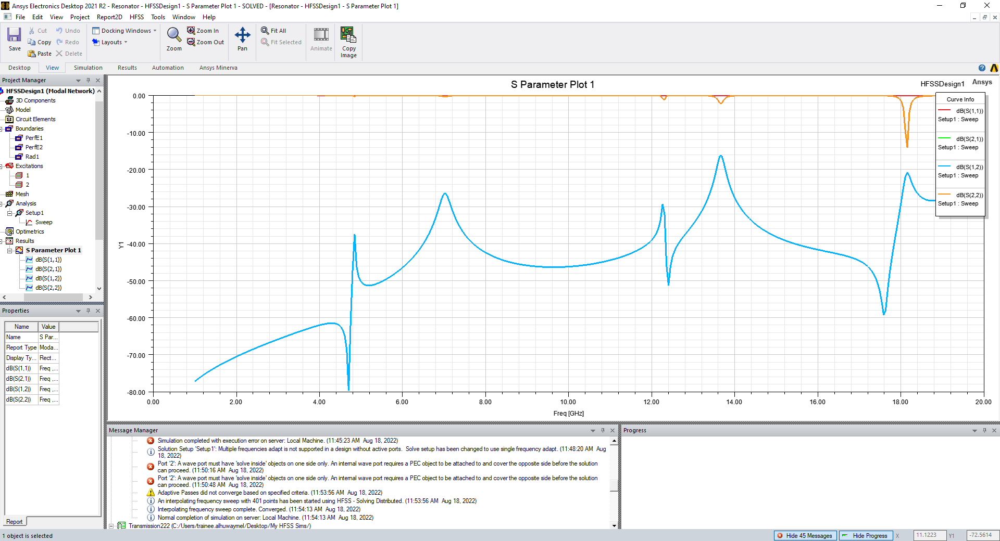 Ansys Electronics Desktop 2021 R2 - Resonator - HFSSDesign1 - S Parameter Plot 1 - SOLVED - [Resonator - HFSSDesign1 - S Parameter Plot 1]
File Edit View Project Report2D HFSS Tools Window Help
Save
Cut
Copy
Paste
Undo
Redo
Delete
Docking Windows
Layouts
Zoom
Zoom In
Zoom Out
Pan
Fit All
Fit Selected
Animate
Copy
Image
Desktop View Simulation Results Automation Ansys Minerva
Project Manager
HFSSDesign1 (Modal Network)
3D Components
Model
Circuit Elements
Boundaries
PerfE1
PerfE2
Rad1
Excitations
1
2
Mesh
Analysis
Setup1
Sweep
Optimetrics
Results
S Parameter Plot 1
dB(S(1,1))
dB(S(2,1))
dB(S(1,2))
dB(S(2,2))
Properties
Name Value
Name S Par...
Report Type Moda...
Display Ty... Rect...
dB(S(1,1)) Freq ,...
dB(S(2,1)) Freq ,...
dB(S(1,2)) Freq ,...
dB(S(2,2)) Freq ,...
Report
S Parameter Plot 1
HFSSDesign1
Ansys
Curve Info
dB(S(1,1))
Setup1 : Sweep
dB(S(2,1))
Setup1 : Sweep
dB(S(1,2))
Setup1 : Sweep
dB(S(2,2))
Setup1 : Sweep
0.00
-10.00
-20.00
-30.00
-40.00
-50.00
-60.00
-70.00
-80.00
Y1
0.00 2.00 4.00 6.00 8.00 10.00 12.00 14.00 16.00 18.00 20.00
Freq [GHz]
Message Manager
Simulation completed with execution error on server: Local Machine. (11:45:23 AM Aug 18, 2022)
Solution Setup 'Setup1': Multiple frequencies adapt is not supported in a design without active ports. Solve setup has been changed to use single frequency adapt. (11:48:20 AM Aug
18, 2022)
Port '2': A wave port must have 'solve inside' objects on one side only. An internal wave port requires a PEC object to be attached to and cover the opposite side before the solution
can proceed. (11:50:16 AM Aug 18, 2022)
Port '2': A wave port must have 'solve inside' objects on one side only. An internal wave port requires a PEC object to be attached to and cover the opposite side before the solution
can proceed. (11:50:48 AM Aug 18, 2022)
Adaptive Passes did not converge based on specified criteria. (11:53:56 AM Aug 18, 2022)
An interpolating frequency sweep with 401 points has been started using HFSS - Solving Distributed. (11:53:56 AM Aug 18, 2022)
Interpolating frequency sweep complete. Converged. (11:54:13 AM Aug 18, 2022)
Normal completion of simulation on server: Local Machine. (11:54:13 AM Aug 18, 2022)
Transmission222 (C:/Users/trainee.alhuwaymel/Desktop/My HFSS Sims/)
Progress
1 object is selected
Hide 45 Messages
Hide Progress
X 11.1223
Y1 -72.5614